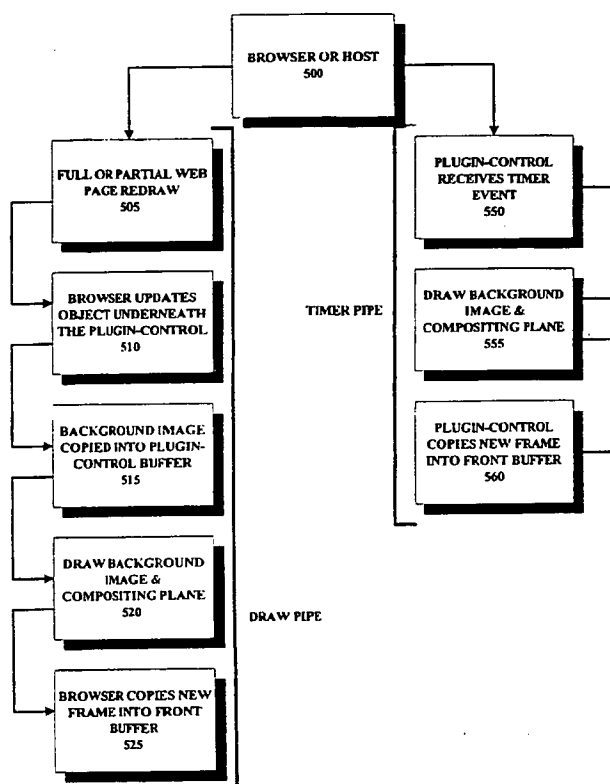 BROWSER OR HOST
500
FULL OR PARTIAL WEB
PAGE REDRAW
505
BROWSER UPDATES
OBJECT UNDERNEATH
THE PLUGIN-CONTROL
510
BACKGROUND IMAGE
COPIED INTO PLUGIN-
CONTROL BUFFER
515
DRAW BACKGROUND
IMAGE &
COMPOSITING PLANE
520
BROWSER COPIES NEW
FRAME INTO FRONT
BUFFER
525
DRAW PIPE
TIMER PIPE
PLUGIN-CONTROL
RECEIVES TIMER
EVENT
550
DRAW BACKGROUND
IMAGE &
COMPOSITING PLANE
555
PLUGIN-CONTROL
COPIES NEW FRAME
INTO FRONT BUFFER
560